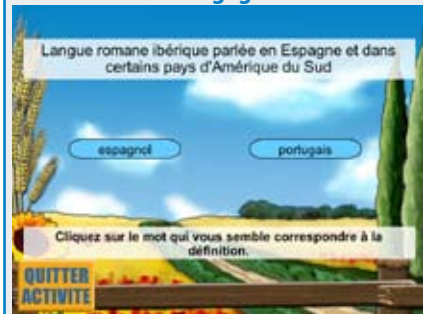 Langue romane ibérique parlée en Espagne et dans
certains pays d'Amérique du Sud
espagnol
portugais
Cliquez sur le mot qui vous semble correspondre à la
définition.
QUITTER
ACTIVITE